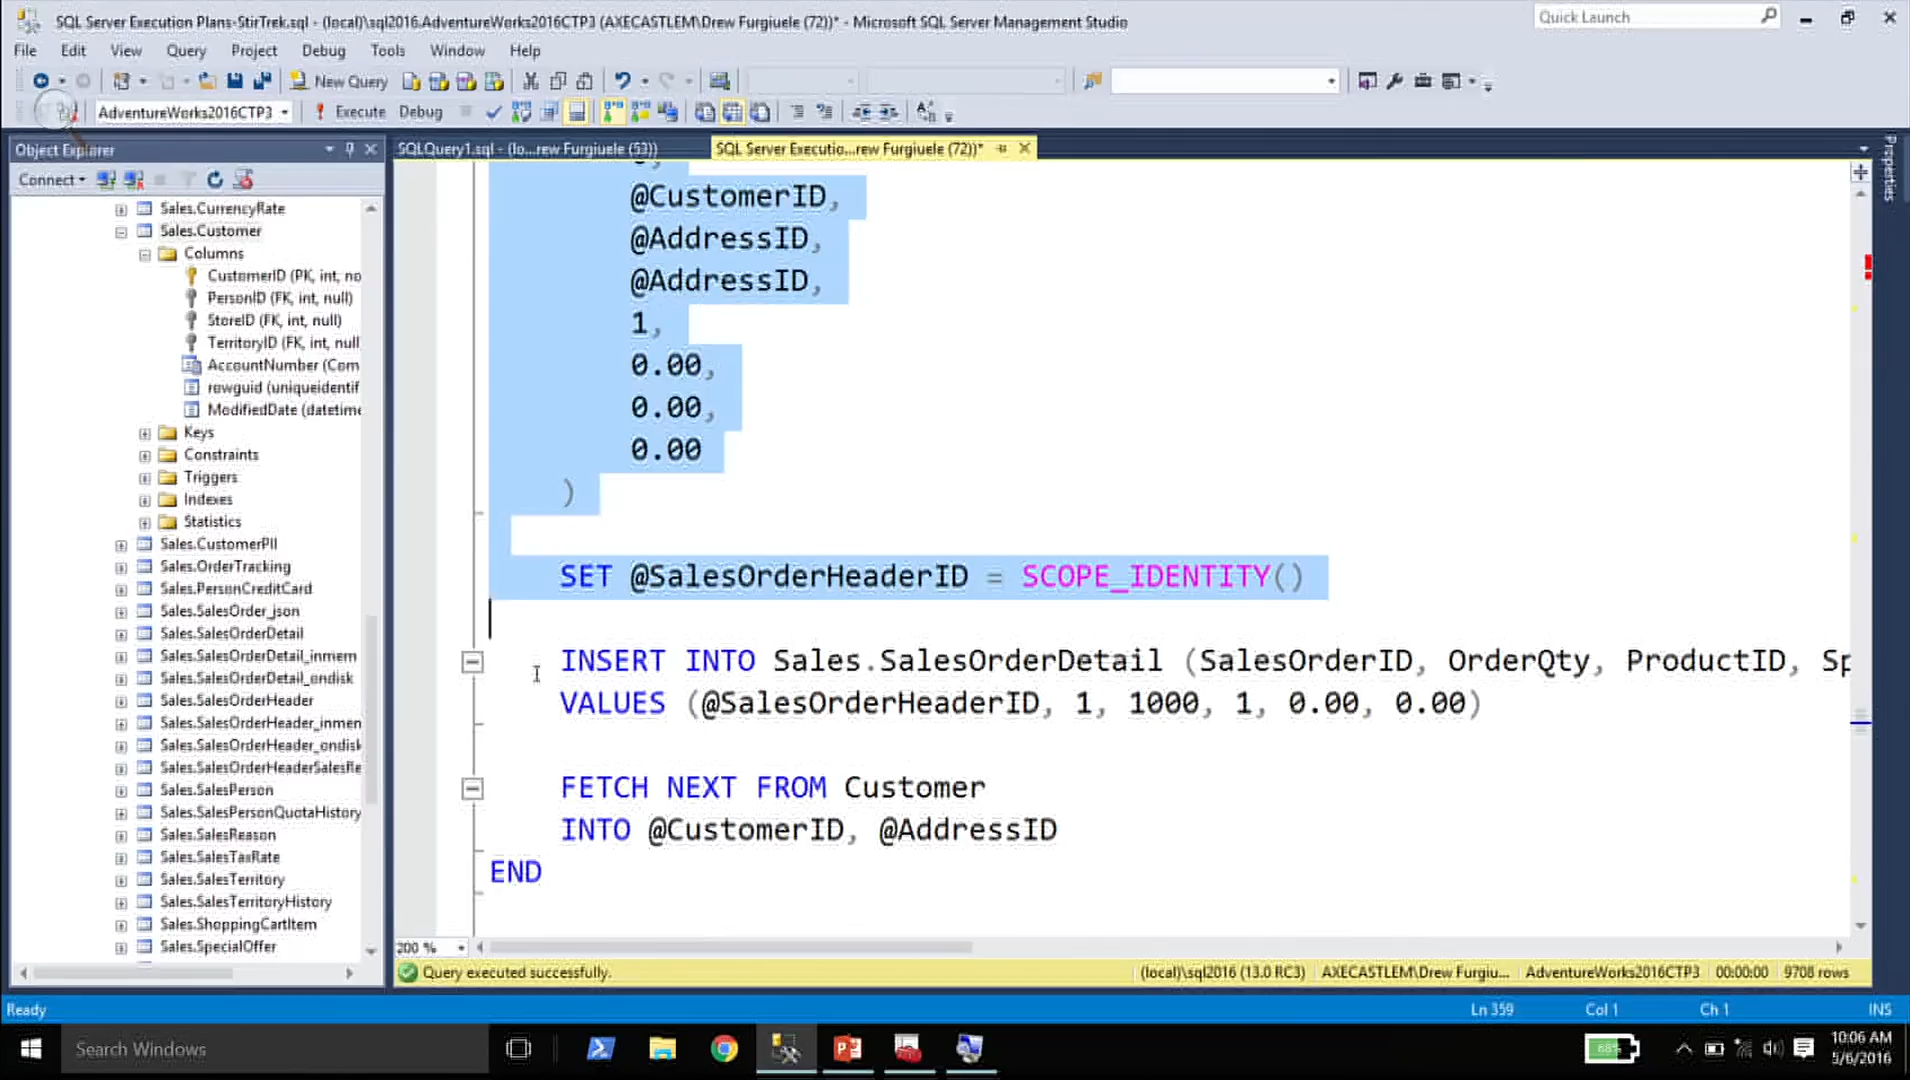 SQL Server Execution Plans-StirTrek.sql - (local)\sql2016.AdventureWorks2016CTP3 (AXECASTLEM\Drew Furgiuele (72))* - Microsoft SQL Server Management Studio
Quick Launch
File Edit View Query Project Debug Tools Window Help
New Query
AdventureWorks2016CTP3 Execute Debug
Object Explorer
SQLQuery1.sql - (lo...rew Furgiuele (53))
SQL Server Executio...rew Furgiuele (72))*
Properties
Connect
Sales.CurrencyRate
Sales.Customer
Columns
CustomerID (PK, int, no
PersonID (FK, int, null)
StoreID (FK, int, null)
TerritoryID (FK, int, null
AccountNumber (Com
rowguid (uniqueidentif
ModifiedDate (datetime
Keys
Constraints
Triggers
Indexes
Statistics
Sales.CustomerPII
Sales.OrderTracking
Sales.PersonCreditCard
Sales.SalesOrder_json
Sales.SalesOrderDetail
Sales.SalesOrderDetail_inmem
Sales.SalesOrderDetail_ondisk
Sales.SalesOrderHeader
Sales.SalesOrderHeader_inmen
Sales.SalesOrderHeader_ondisk
Sales.SalesOrderHeaderSalesRe
Sales.SalesPerson
Sales.SalesPersonQuotaHistory
Sales.SalesReason
Sales.SalesTaxRate
Sales.SalesTerritory
Sales.SalesTerritoryHistory
Sales.ShoppingCartItem
Sales.SpecialOffer
@CustomerID,
@AddressID,
@AddressID,
1,
0.00,
0.00,
0.00
)
SET @SalesOrderHeaderID = SCOPE_IDENTITY()
INSERT INTO Sales.SalesOrderDetail (SalesOrderID, OrderQty, ProductID, Sp
VALUES (@SalesOrderHeaderID, 1, 1000, 1, 0.00, 0.00)
FETCH NEXT FROM Customer
INTO @CustomerID, @AddressID
END
200 %
Query executed successfully.
(local)\sql2016 (13.0 RC3) AXECASTLEM\Drew Furgiu... AdventureWorks2016CTP3 00:00:00 9708 rows
Ready Ln 359 Col 1 Ch 1 INS
Search Windows
68%
10:06 AM
5/6/2016